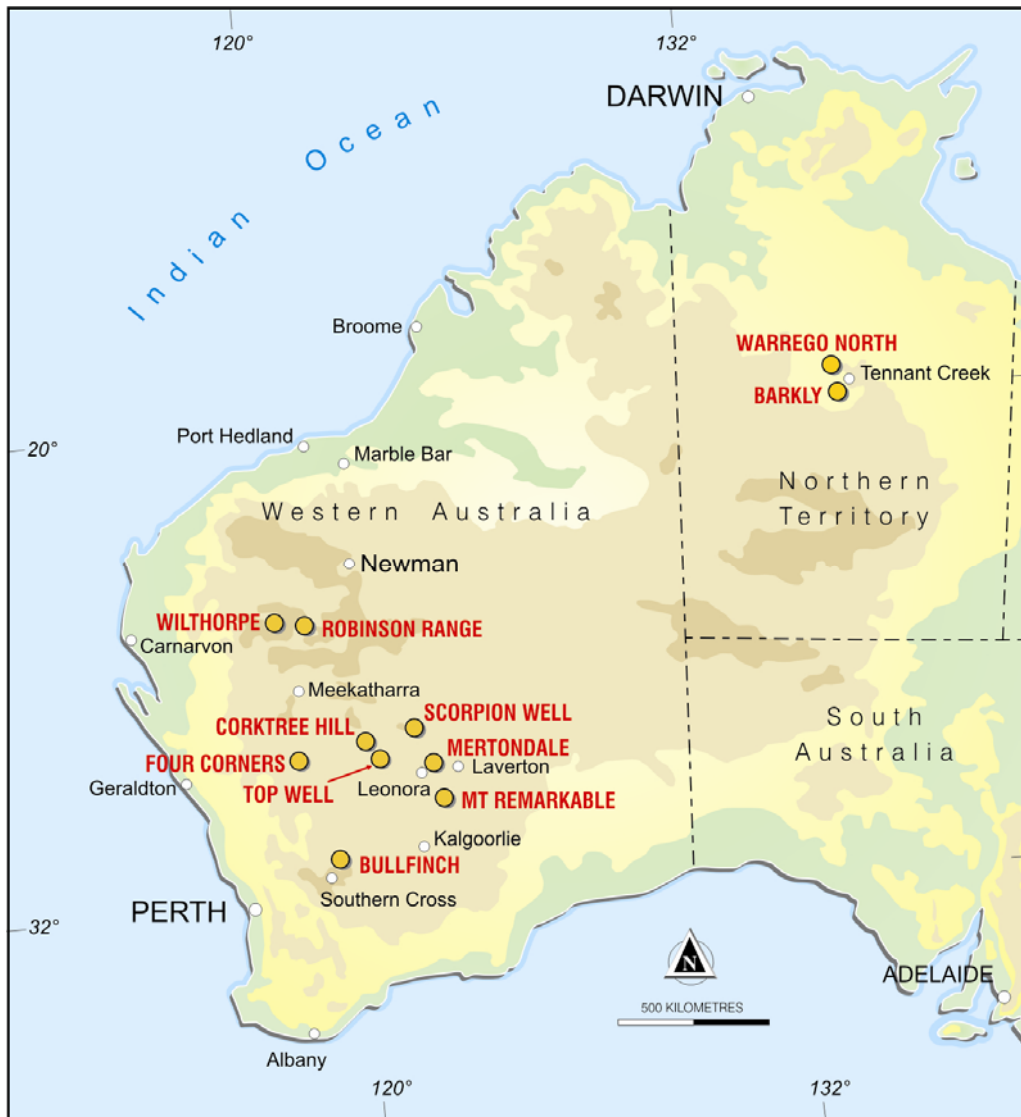 120°
132°
DARWIN
Indian Ocean
Broome
WARREGO NORTH
Tennant Creek
BARKLY
Port Hedland
20°
Marble Bar
Western Australia
Northern
Territory
Newman
WILTHORPE
ROBINSON RANGE
Carnarvon
Meekatharra
SCORPION WELL
CORKTREE HILL
South
Australia
MERTONDALE
FOUR CORNERS
Laverton
Geraldton
TOP WELL
Leonora
MT REMARKABLE
Kalgoorlie
BULLFINCH
Southern Cross
PERTH
32°
N
ADELAIDE
500 KILOMETRES
Albany
120°
132°